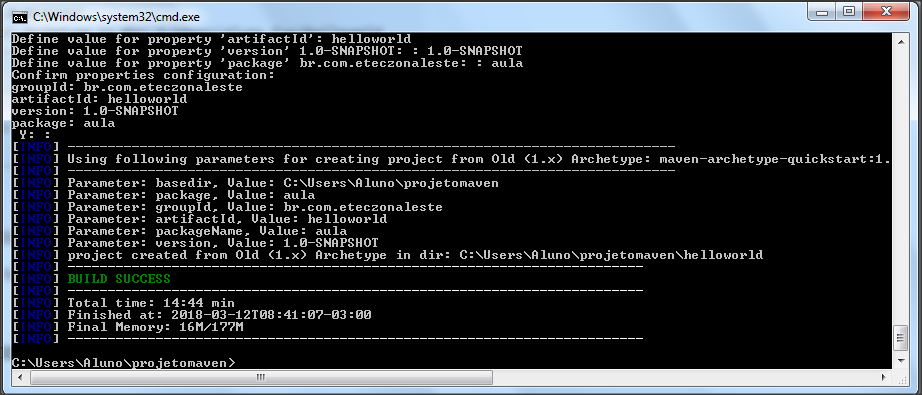 C:\Windows\system32\cmd.exe
Define value for property 'artifactId': helloworld
Define value for property 'version' 1.0-SNAPSHOT: : 1.0-SNAPSHOT
Define value for property 'package' br.com.eteczonaleste: : aula
Confirm properties configuration:
groupId: br.com.eteczonaleste
artifactId: helloworld
version: 1.0-SNAPSHOT
package: aula
 Y: :
[INFO] ----------------------------------------------------------------------------
[INFO] Using following parameters for creating project from Old (1.x) Archetype: maven-archetype-quickstart:1.
[INFO] ----------------------------------------------------------------------------
[INFO] Parameter: basedir, Value: C:\Users\Aluno\projetomaven
[INFO] Parameter: package, Value: aula
[INFO] Parameter: groupId, Value: br.com.eteczonaleste
[INFO] Parameter: artifactId, Value: helloworld
[INFO] Parameter: packageName, Value: aula
[INFO] Parameter: version, Value: 1.0-SNAPSHOT
[INFO] project created from Old (1.x) Archetype in dir: C:\Users\Aluno\projetomaven\helloworld
[INFO] ------------------------------------------------------------------------
[INFO] BUILD SUCCESS
[INFO] ------------------------------------------------------------------------
[INFO] Total time: 14:44 min
[INFO] Finished at: 2018-03-12T08:41:07-03:00
[INFO] Final Memory: 16M/177M
[INFO] ------------------------------------------------------------------------
C:\Users\Aluno\projetomaven>